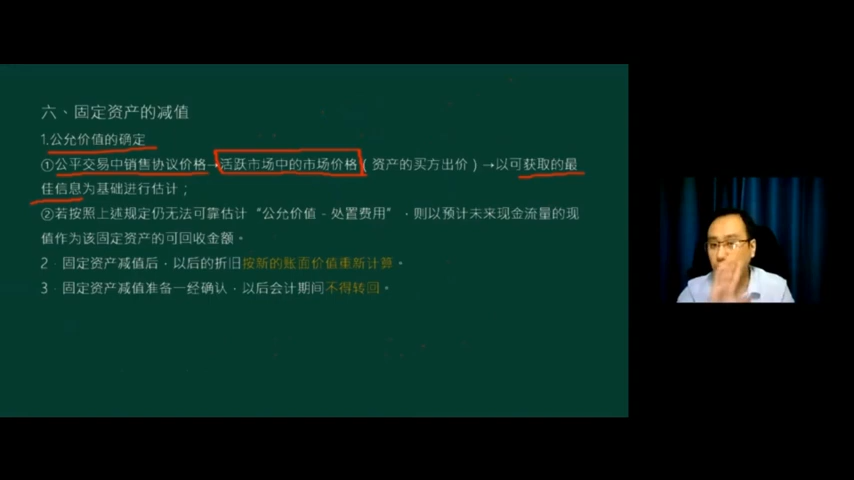 六、固定资产的减值
1.公允价值的确定
①公平交易中销售协议价格→活跃市场中的市场价格(资产的买方出价)→以可获取的最
佳信息为基础进行估计;
②若按照上述规定仍无法可靠估计“公允价值-处置费用”,则以预计未来现金流量的现
值作为该固定资产的可回收金额。
2.固定资产减值后,以后的折旧按新的账面价值重新计算。
3.固定资产减值准备一经确认,以后会计期间不得转回。